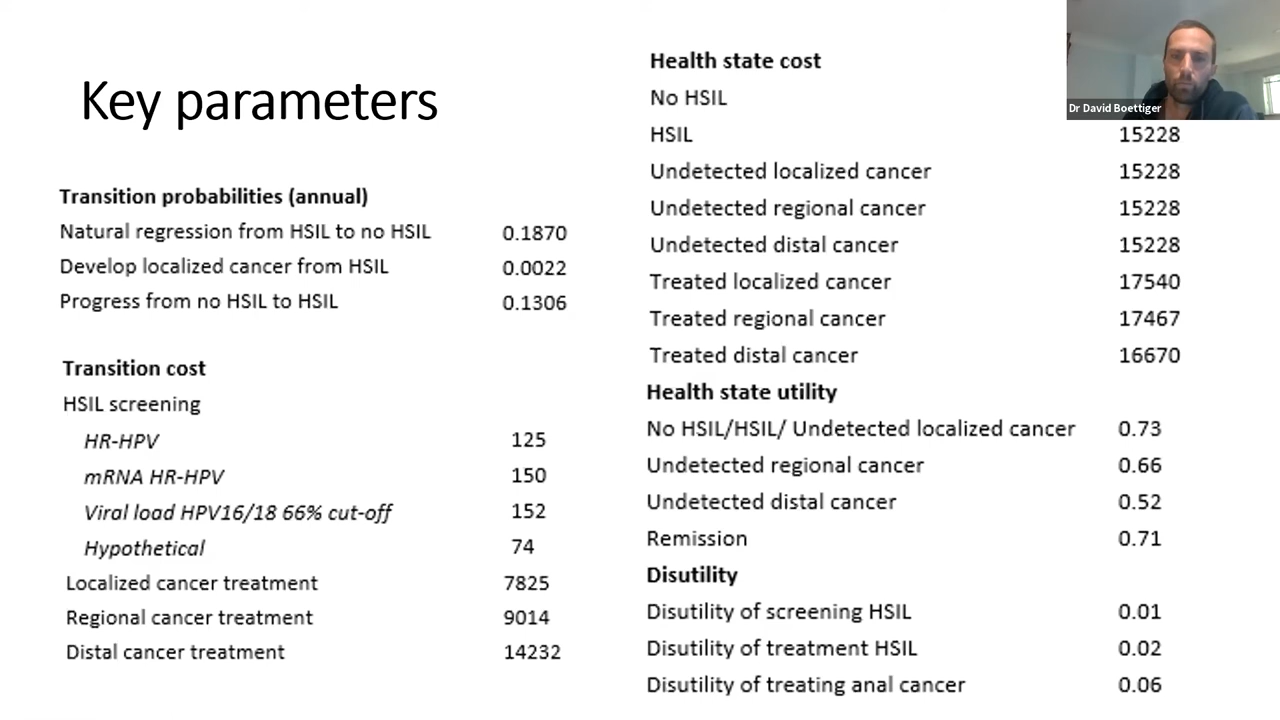 Key parameters
Transition probabilities (annual)
Natural regression from HSIL to no HSIL 0.1870
Develop localized cancer from HSIL 0.0022
Progress from no HSIL to HSIL 0.1306
Transition cost
HSIL screening
HR-HPV 125
mRNA HR-HPV 150
Viral load HPV16/18 66% cut-off 152
Hypothetical 74
Localized cancer treatment 7825
Regional cancer treatment 9014
Distal cancer treatment 14232
Health state cost
No HSIL
HSIL 15228
Undetected localized cancer 15228
Undetected regional cancer 15228
Undetected distal cancer 15228
Treated localized cancer 17540
Treated regional cancer 17467
Treated distal cancer 16670
Health state utility
No HSIL/HSIL/ Undetected localized cancer 0.73
Undetected regional cancer 0.66
Undetected distal cancer 0.52
Remission 0.71
Disutility
Disutility of screening HSIL 0.01
Disutility of treatment HSIL 0.02
Disutility of treating anal cancer 0.06
Dr David Boettiger